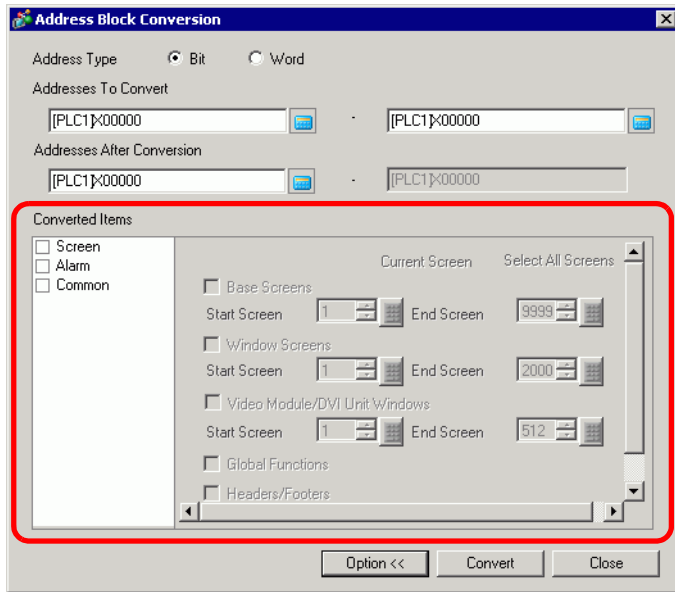 Address Block Conversion
Address Type Bit Word
Addresses To Convert
[PLC1]X00000 - [PLC1]X00000
Addresses After Conversion
[PLC1]X00000 - [PLC1]X00000
Converted Items
Screen
Alarm
Common
Current Screen Select All Screens
Base Screens
Start Screen 1 End Screen 9999
Window Screens
Start Screen 1 End Screen 2000
Video Module/DVI Unit Windows
Start Screen 1 End Screen 512
Global Functions
Headers/Footers
Option << Convert Close